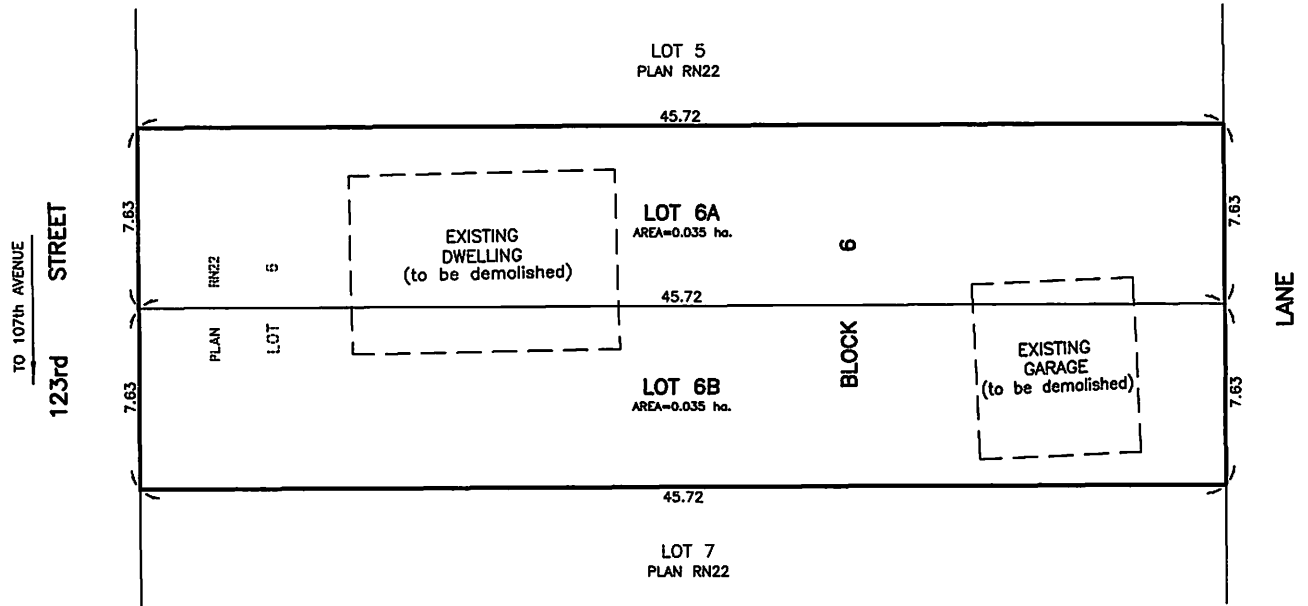 LOT 5
PLAN RN22
45.72
7.63
7.63
LOT 6A
AREA=0.035 ha.
EXISTING
DWELLING
(to be demolished)
TO 107th AVENUE
123rd STREET
PLAN RN22
LOT 6
BLOCK 6
45.72
LANE
EXISTING
GARAGE
(to be demolished)
7.63
7.63
LOT 6B
AREA=0.035 ha.
45.72
LOT 7
PLAN RN22